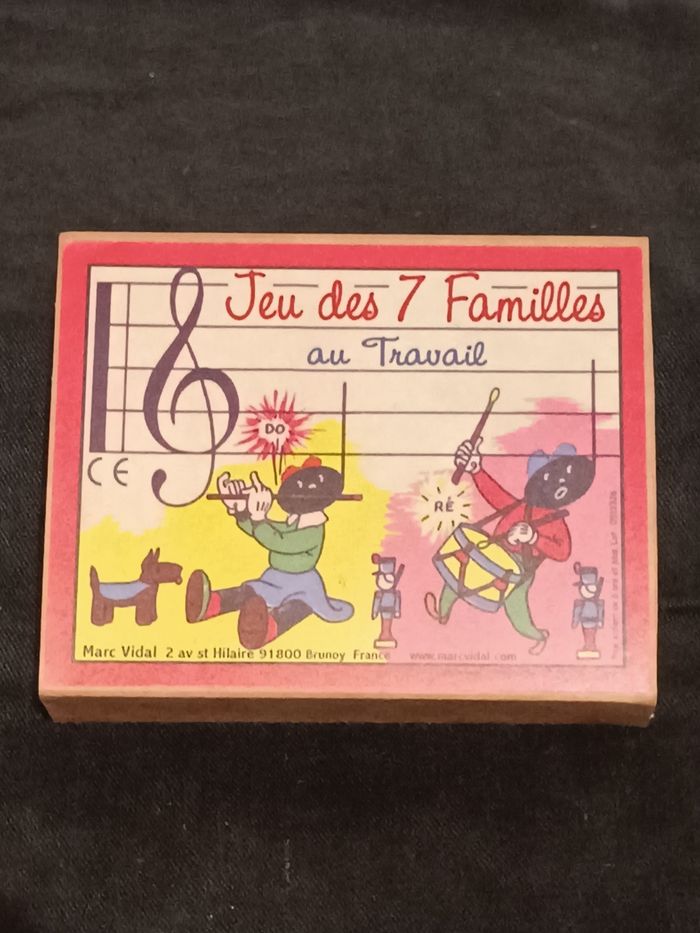 Jeu des 7 Familles
au Travail
DO
CE
RÉ
Marc Vidal 2 av st Hilaire 91800 Brunoy France www.marcvidal.com